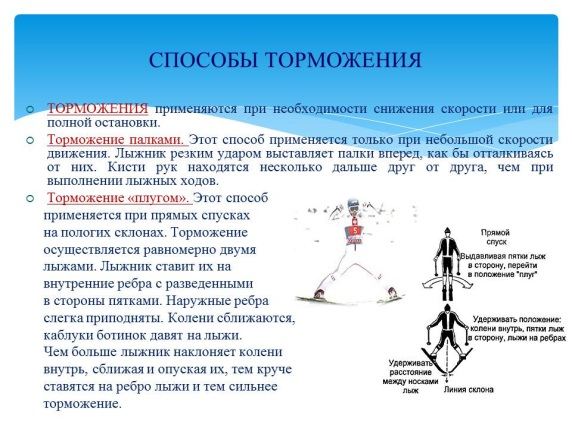 СПОСОБЫ ТОРМОЖЕНИЯ
ТОРМОЖЕНИЯ применяются при необходимости снижения скорости или для
полной остановки.
Торможение палками. Этот способ применяется только при небольшой скорости
движения. Лыжник резким ударом выставляет палки вперед, как бы отталкиваясь
от них. Кисти рук находятся несколько дальше друг от друга, чем при
выполнении лыжных ходов.
Торможение «плугом». Этот способ
применяется при прямых спусках
на пологих склонах. Торможение
осуществляется равномерно двумя
лыжами. Лыжник ставит их на
внутренние ребра с разведенными
в стороны пятками. Наружные ребра
слегка приподняты. Колени сближаются,
каблуки ботинок давят на лыжи.
Чем больше лыжник наклоняет колени
внутрь, сближая и опуская их, тем круче
ставятся на ребро лыжи и тем сильнее
торможение.
5
Прямой
спуск
Выдавливая пятки лыж
в сторону, перейти
в положение "плуг"
Удерживать положение:
колени внутрь, пятки лыж
в сторону, лыжи на ребрах
Удерживать
расстояние
между носками
лыж
Линия склона